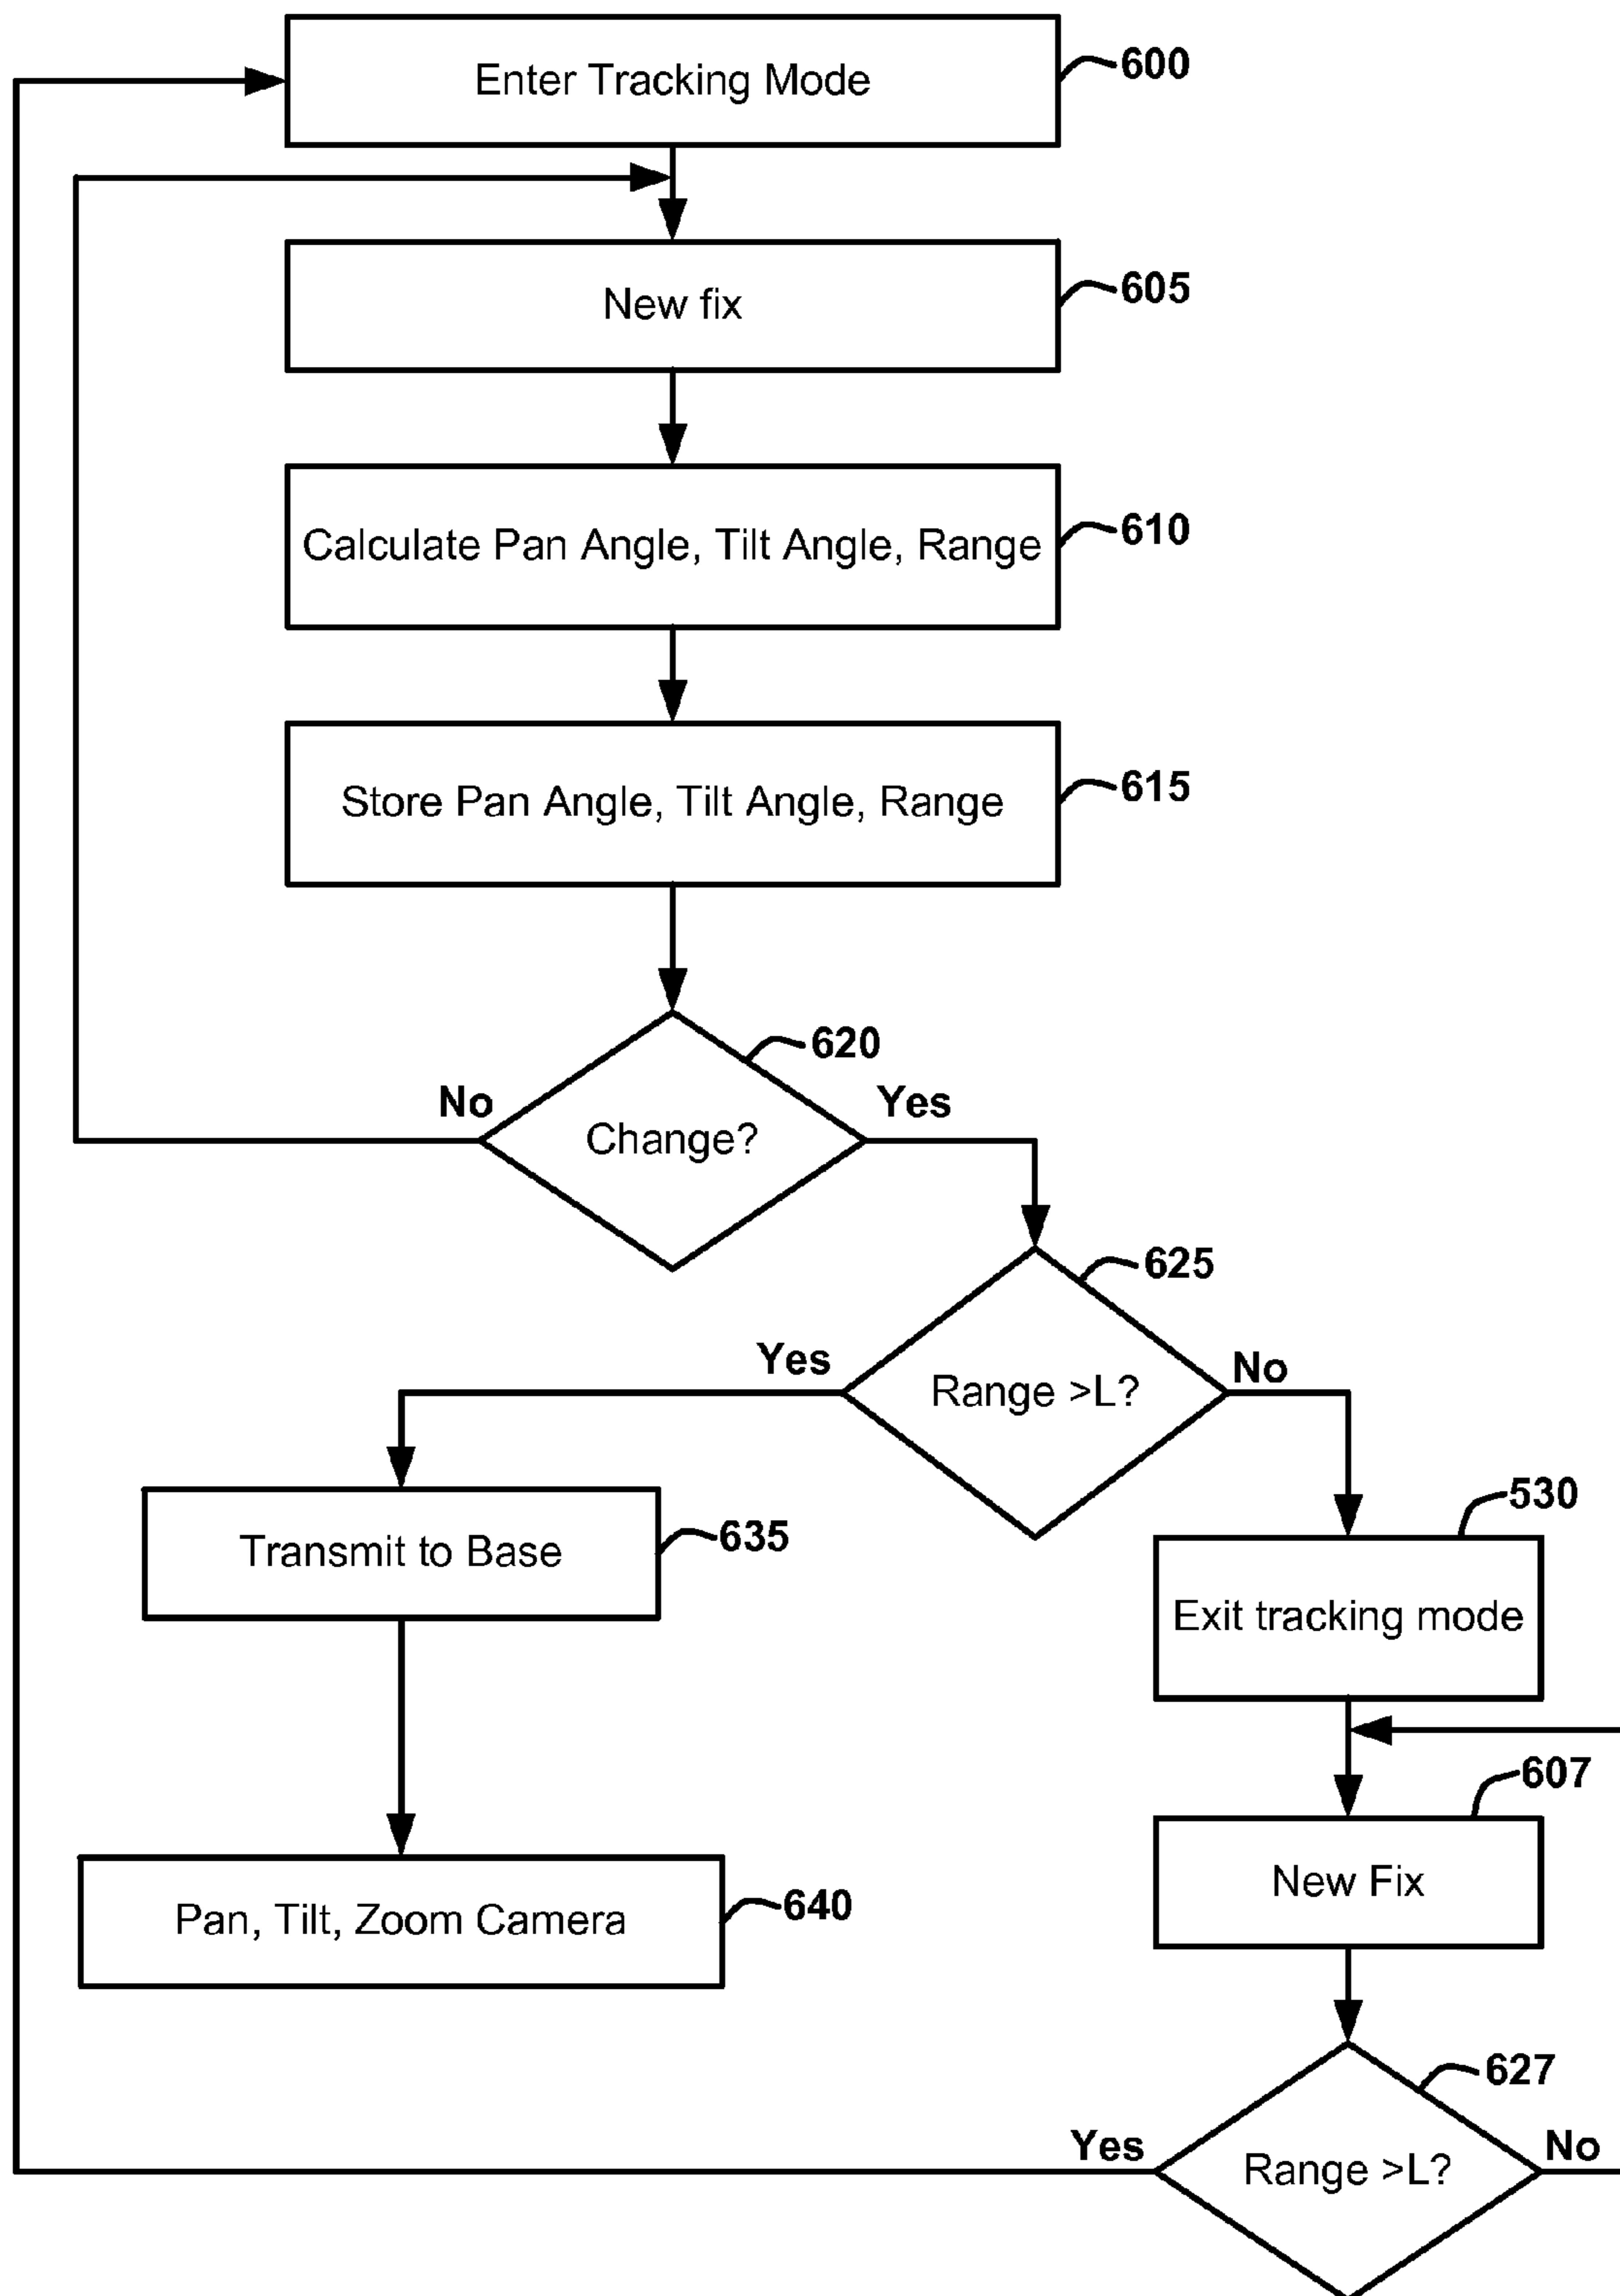 Enter Tracking Mode
600
New fix
605
Calculate Pan Angle, Tilt Angle, Range
610
Store Pan Angle, Tilt Angle, Range
615
620
No
Yes
Change?
625
Yes
No
Range >L?
530
635
Transmit to Base
Exit tracking mode
607
New Fix
640
Pan, Tilt, Zoom Camera
627
Yes
No
Range >L?